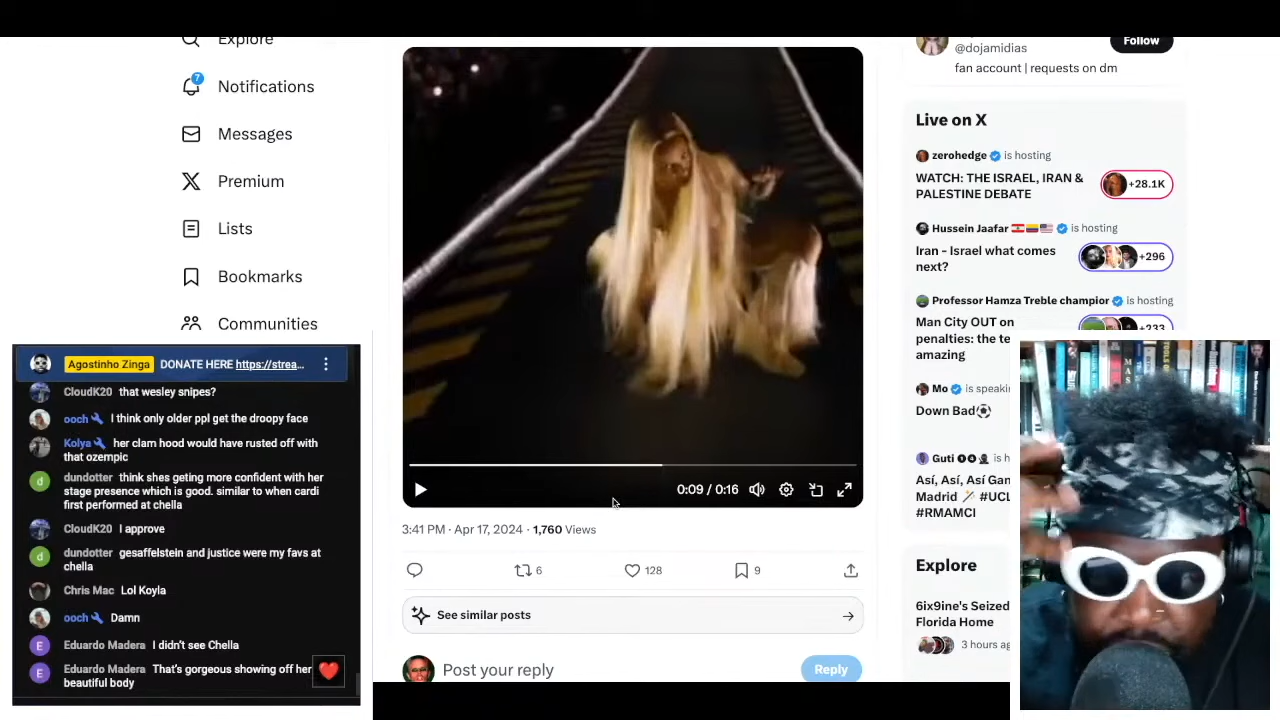 Explore
7
Notifications
Messages
Premium
Lists
Bookmarks
Communities
0:09 / 0:16
3:41 PM · Apr 17, 2024 · 1,760 Views
6
128
9
See similar posts
Post your reply
Reply
@dojamidias
Follow
fan account | requests on dm
Live on X
zerohedge is hosting
WATCH: THE ISRAEL, IRAN &
PALESTINE DEBATE
+28.1K
Hussein Jaafar is hosting
Iran - Israel what comes
next?
+296
Professor Hamza Treble champion is hosting
Man City OUT on
penalties: the te
amazing
+233
Mo is speaki
Down Bad
Guti is h
Así, Así, Así Gan
Madrid #UCL
#RMAMCI
Explore
6ix9ine's Seized
Florida Home
3 hours ag
Agostinho Zinga DONATE HERE https://strea...
CloudK20 that wesley snipes?
ooch I think only older ppl get the droopy face
Kolya her clam hood would have rusted off with
that ozempic
dundotter think shes geting more confident with her
stage presence which is good. similar to when cardi
first performed at chella
CloudK20 I approve
dundotter gesaffelstein and justice were my favs at
chella
Chris Mac Lol Koyla
ooch Damn
Eduardo Madera I didn't see Chella
Eduardo Madera That's gorgeous showing off her
beautiful body